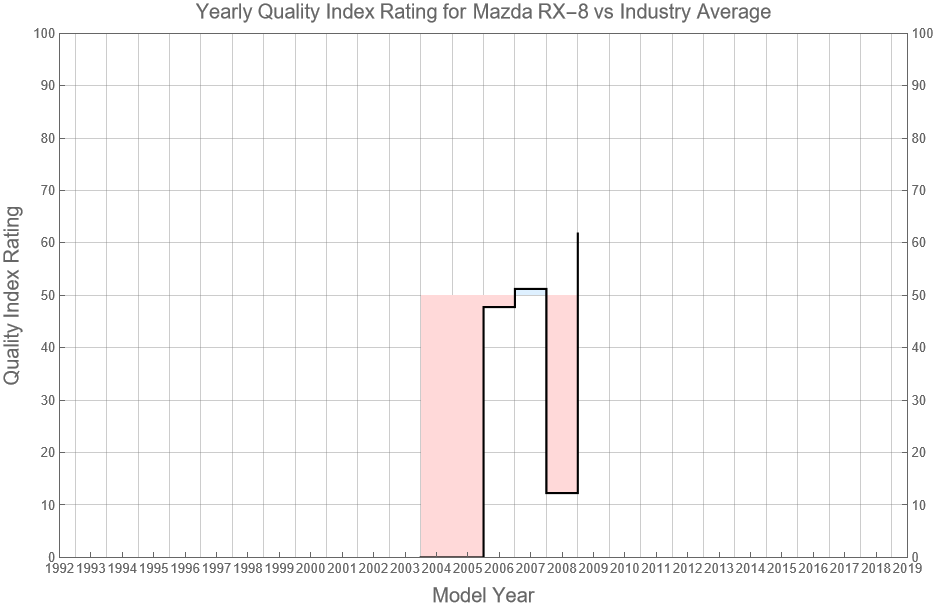 Yearly Quality Index Rating for Mazda RX−8 vs Industry Average
100 100
90 90
80 80
70 70
60 60
50 50
40 40
30 30
20 20
10 10
0 0
Quality Index Rating
1992 1993 1994 1995 1996 1997 1998 1999 2000 2001 2002 2003 2004 2005 2006 2007 2008 2009 2010 2011 2012 2013 2014 2015 2016 2017 2018 2019
Model Year